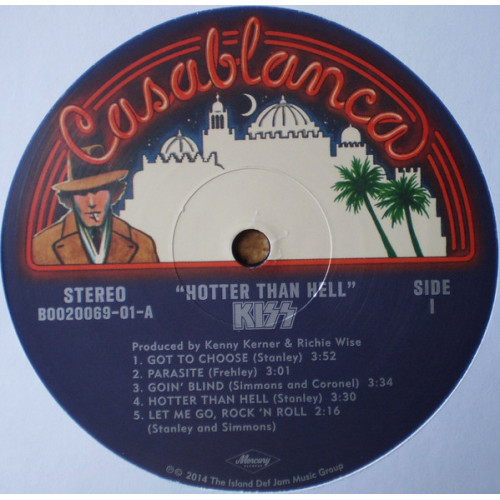 Casablanca
STEREO
B0020069-01-A
"HOTTER THAN HELL"
KISS
SIDE
1
Produced by Kenny Kerner & Richie Wise
1. GOT TO CHOOSE (Stanley) 3:52
2. PARASITE (Frehley) 3:01
3. GOIN' BLIND (Simmons and Coronel) 3:34
4. HOTTER THAN HELL (Stanley) 3:30
5. LET ME GO, ROCK 'N ROLL 2:16
(Stanley and Simmons)
Mercury
RECORDS
℗© 2014 The Island Def Jam Music Group